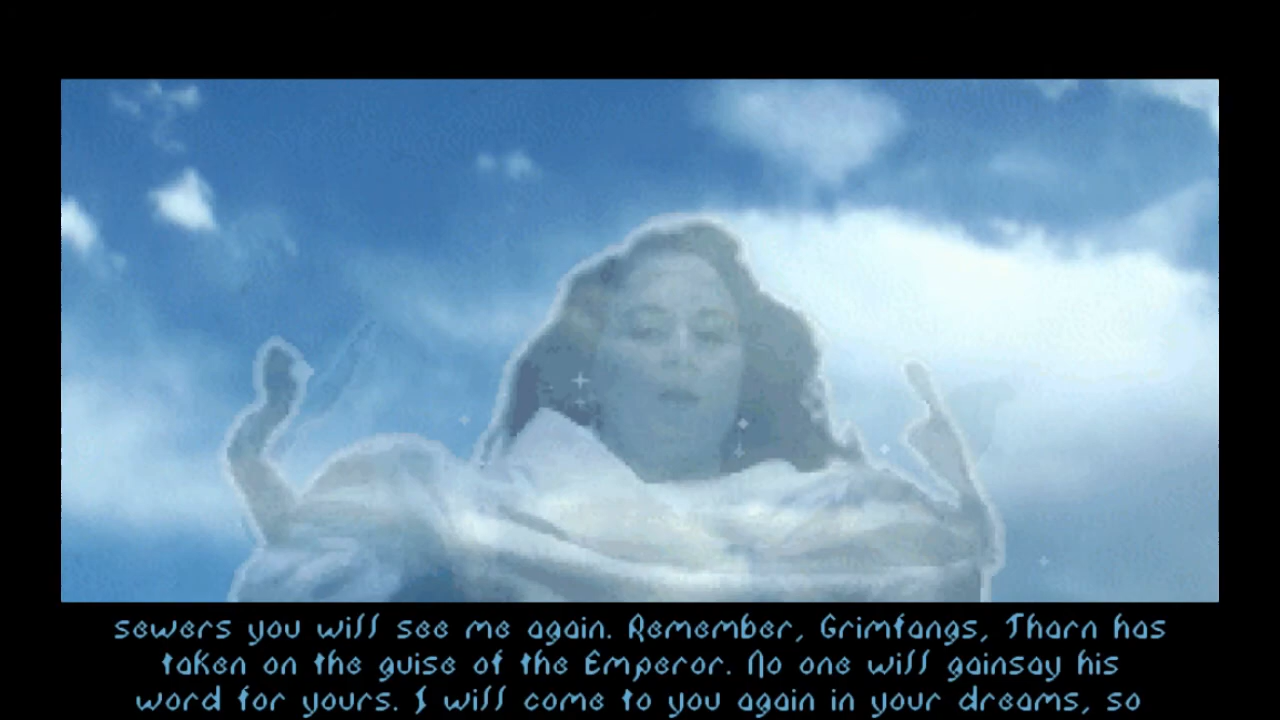 sewers you will see me again. Remember, Grimfangs, Tharn has
taken on the guise of the Emperor. No one will gainsay his
word for yours. I will come to you again in your dreams, so